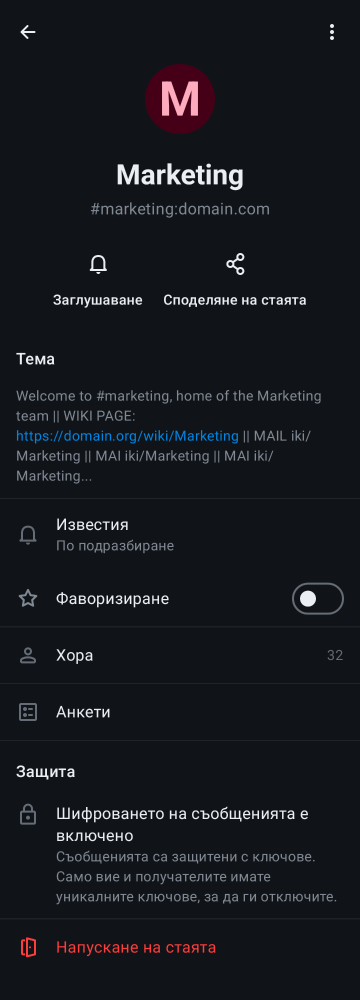 M
Marketing
#marketing:domain.com
Заглушаване
Споделяне на стаята
Тема
Welcome to #marketing, home of the Marketing
team || WIKI PAGE:
https://domain.org/wiki/Marketing || MAIL iki/
Marketing || MAI iki/Marketing || MAI iki/
Marketing...
Известия
По подразбиране
Фаворизиране
Хора 32
Анкети
Защита
Шифроването на съобщенията е
включено
Съобщенията са защитени с ключове.
Само вие и получателите имате
уникалните ключове, за да ги отключите.
Напускане на стаята